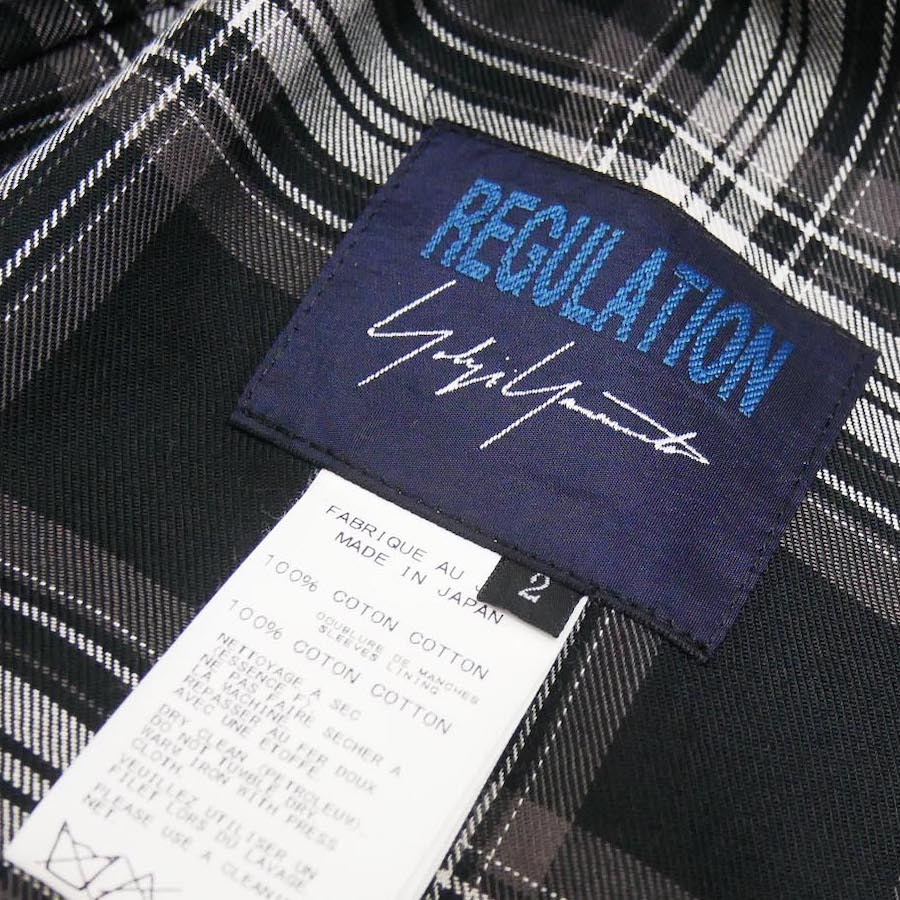 REGULATION
Yohji Yamamoto
2
FABRIQUE AU
MADE IN JAPAN
100% COTON COTTON
DOUBLURE DE MANCHES
SLEEVES LINING
100% COTON COTTON
NETTOYAGE A SEC
(ESSENCE F).
NE PAS FAIRE SECHER A
LA MACHINE.
REPASSER AU FER DOUX
AVEC UNE ETOFFE.
DRY CLEAN (PETROLEUM).
DO NOT TUMBLE DRY.
WARM IRON WITH PRESS
CLOTH
VEUILLEZ UTILISER UN
FILET LORS DU LAVAGE
PLEASE USE A CLEANING
NET.